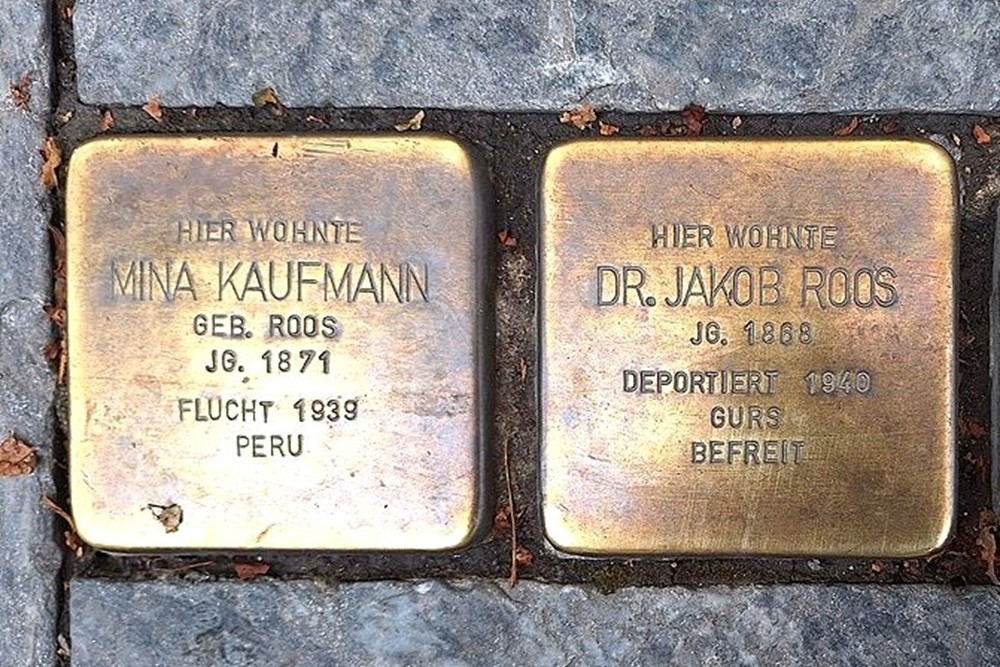 HIER WOHNTE
MINA KAUFMANN
GEB. ROOS
JG. 1871
FLUCHT 1939
PERU
HIER WOHNTE
DR. JAKOB ROOS
JG. 1868
DEPORTIERT 1940
GURS
BEFREIT